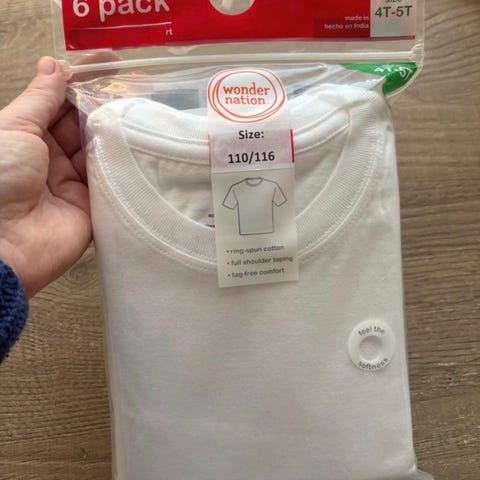 6 pack
size
4T-5T
made in
hecho en India
wonder
nation
Size:
110/116
• ring-spun cotton
• full shoulder taping
• tag-free comfort
feel the
softness